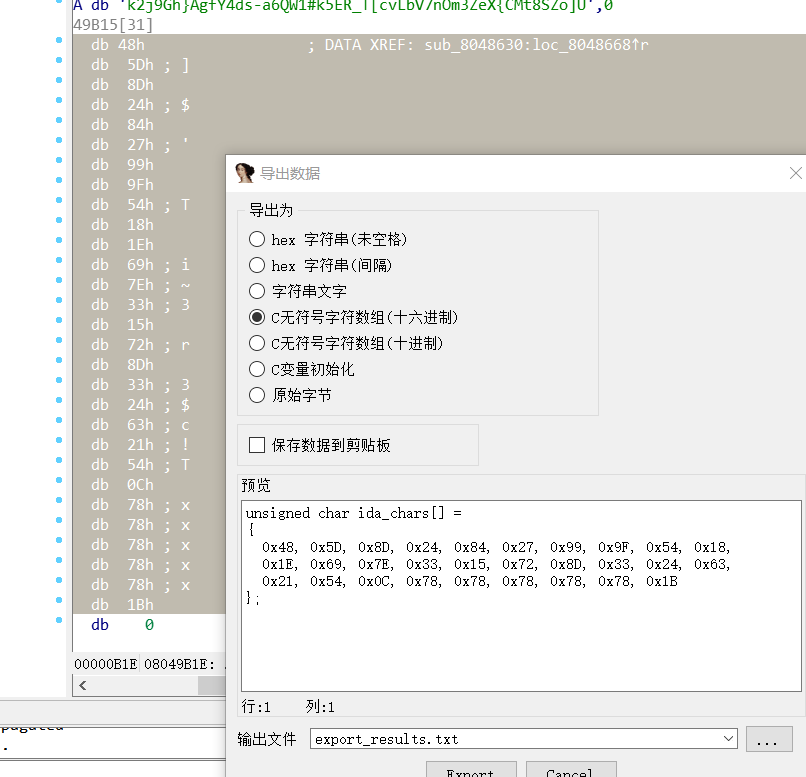 A db 'k2j9Gh}AgfY4ds-a6QW1#k5ER_T[cvLbV7nOm3ZeX{CMt8SZo]U',0
49B15[31]
db 48h ; DATA XREF: sub_8048630:loc_8048668↑r
db 5Dh ; ]
db 8Dh
db 24h ; $
db 84h
db 27h ; '
db 99h
db 9Fh
db 54h ; T
db 18h
db 1Eh
db 69h ; i
db 7Eh ; ~
db 33h ; 3
db 15h
db 72h ; r
db 8Dh
db 33h ; 3
db 24h ; $
db 63h ; c
db 21h ; !
db 54h ; T
db 0Ch
db 78h ; x
db 78h ; x
db 78h ; x
db 78h ; x
db 78h ; x
db 1Bh
db 0
00000B1E 08049B1E: .
导出数据
导出为
hex 字符串(未空格)
hex 字符串(间隔)
字符串文字
C无符号字符数组(十六进制)
C无符号字符数组(十进制)
C变量初始化
原始字节
保存数据到剪贴板
预览
unsigned char ida_chars[] =
{
0x48, 0x5D, 0x8D, 0x24, 0x84, 0x27, 0x99, 0x9F, 0x54, 0x18,
0x1E, 0x69, 0x7E, 0x33, 0x15, 0x72, 0x8D, 0x33, 0x24, 0x63,
0x21, 0x54, 0x0C, 0x78, 0x78, 0x78, 0x78, 0x78, 0x1B
};
行:1 列:1
输出文件 export_results.txt ...
Export Cancel